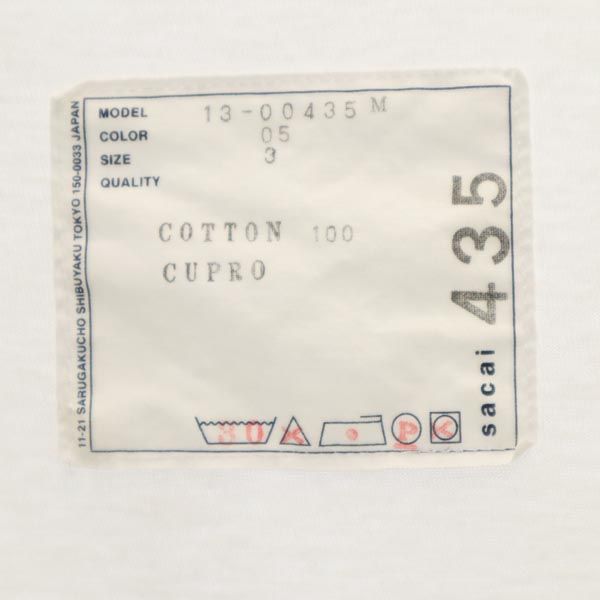 MODEL 13-00435 M
COLOR 05
SIZE 3
QUALITY
COTTON 100
CUPRO
30
P
sacai 435
11-21 SARUGAKUCHO SHIBUYAKU TOKYO 150-0033 JAPAN